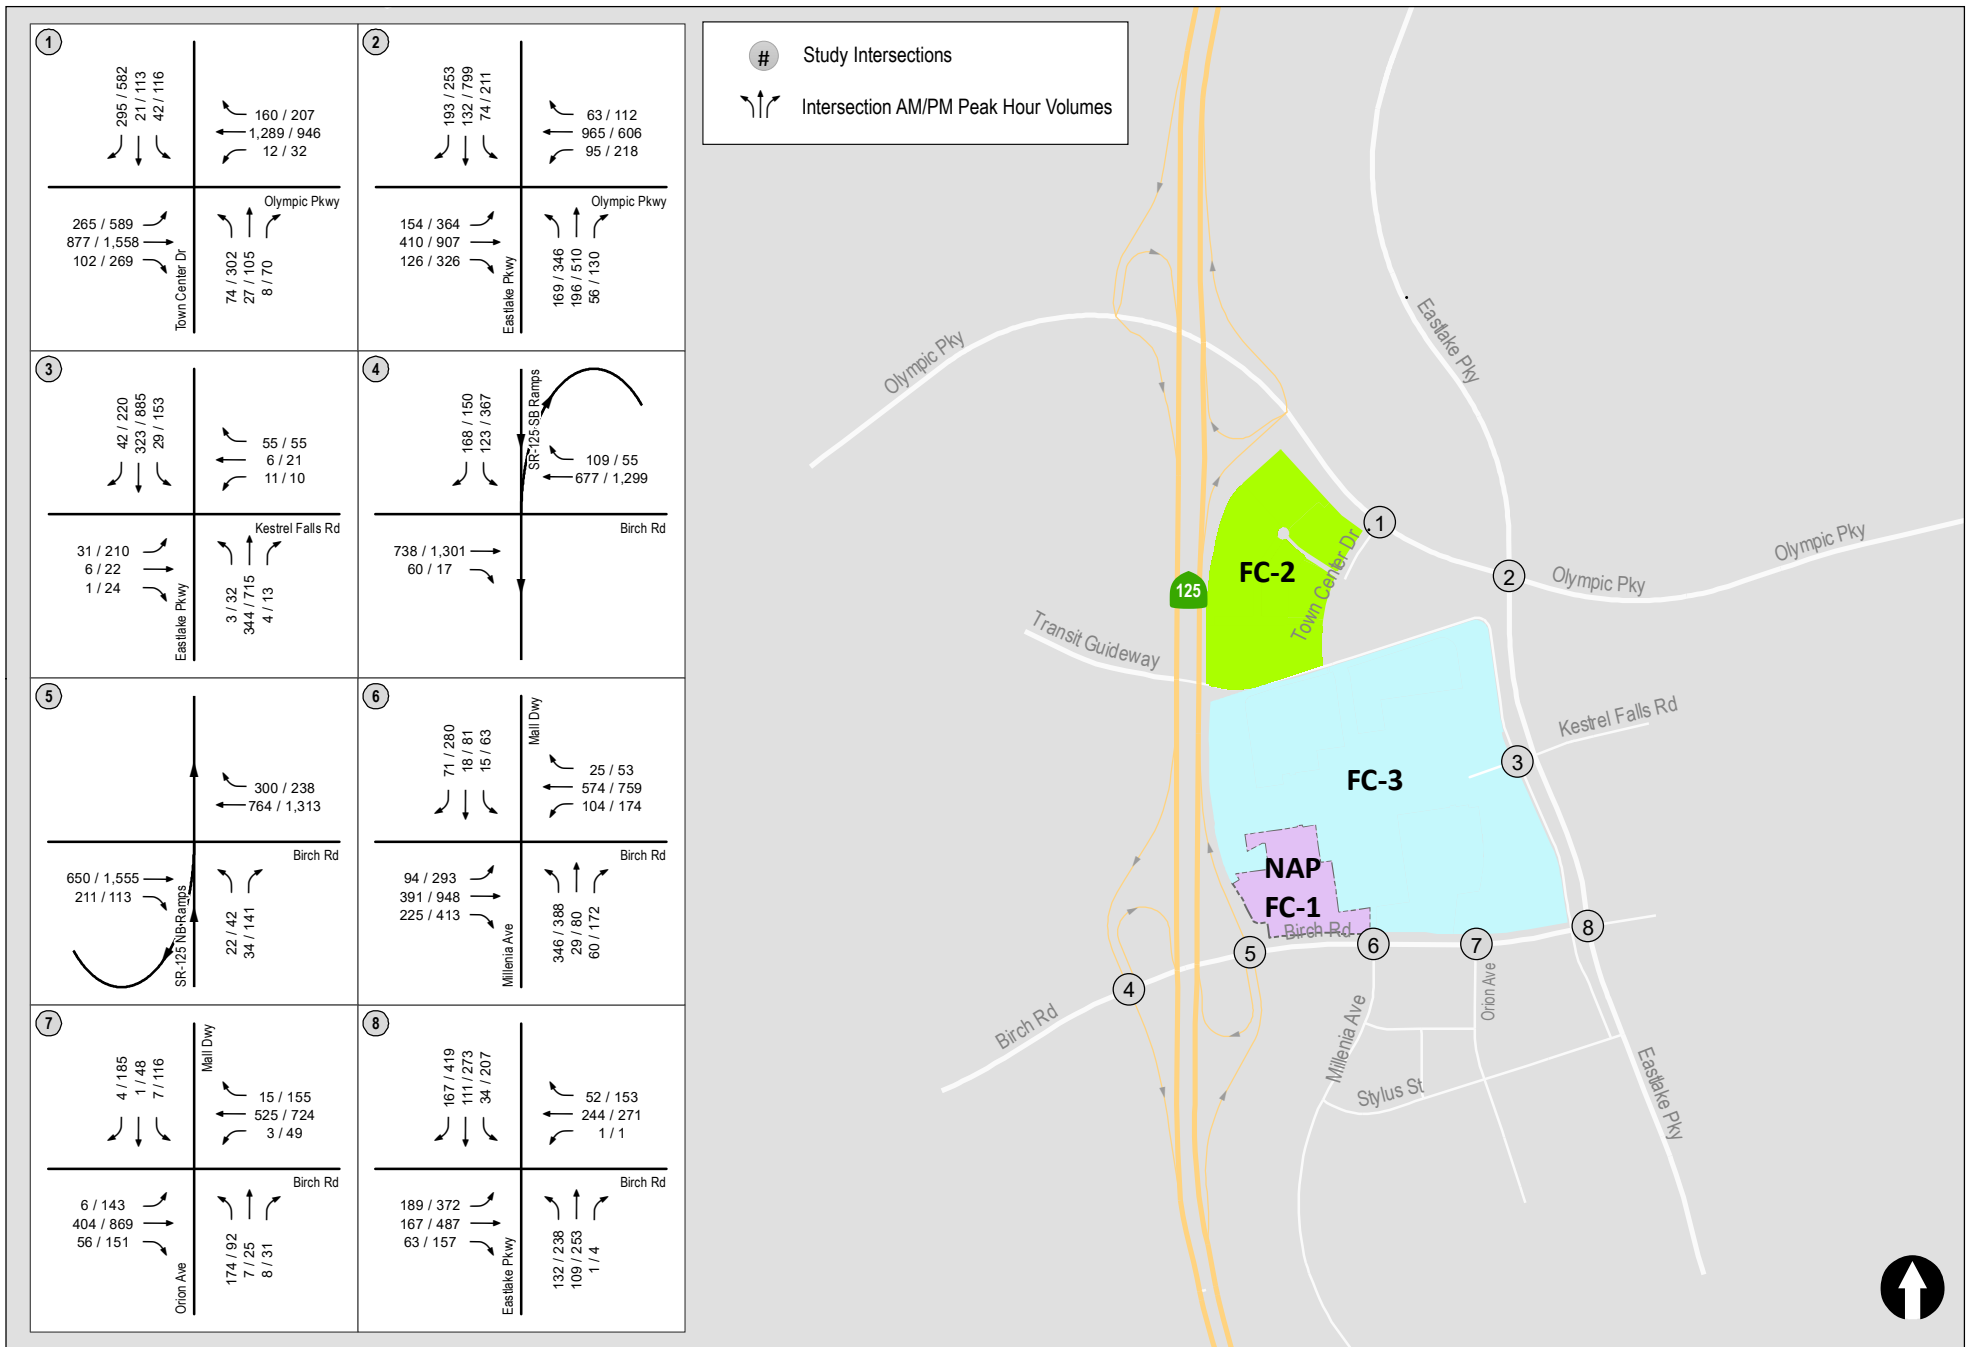 1
295 / 582
21 / 113
42 / 116
160 / 207
1,289 / 946
12 / 32
Olympic Pkwy
265 / 589
877 / 1,558
102 / 269
Town Center Dr
74 / 302
27 / 105
8 / 70
2
193 / 253
132 / 799
74 / 211
63 / 112
965 / 606
95 / 218
Olympic Pkwy
154 / 364
410 / 907
126 / 326
Eastlake Pkwy
169 / 346
196 / 510
56 / 130
3
42 / 220
323 / 885
29 / 153
55 / 55
6 / 21
11 / 10
Kestrel Falls Rd
31 / 210
6 / 22
1 / 24
Eastlake Pkwy
3 / 32
344 / 715
4 / 13
4
168 / 150
123 / 367
SR-125 SB Ramps
109 / 55
677 / 1,299
Birch Rd
738 / 1,301
60 / 17
5
300 / 238
764 / 1,313
Birch Rd
650 / 1,555
211 / 113
SR-125 NB Ramps
22 / 42
34 / 141
6
71 / 280
18 / 81
15 / 63
Mall Dwy
25 / 53
574 / 759
104 / 174
Birch Rd
94 / 293
391 / 948
225 / 413
Millenia Ave
346 / 388
29 / 80
60 / 172
7
4 / 185
1 / 48
7 / 116
Mall Dwy
15 / 155
525 / 724
3 / 49
Birch Rd
6 / 143
404 / 869
56 / 151
Orion Ave
174 / 92
7 / 25
8 / 31
8
167 / 419
111 / 273
34 / 207
52 / 153
244 / 271
1 / 1
Birch Rd
189 / 372
167 / 487
63 / 157
Eastlake Pkwy
132 / 238
109 / 253
1 / 4
# Study Intersections
Intersection AM/PM Peak Hour Volumes
Olympic Pky
Eastlake Pky
1
Town Center Dr
FC-2
125
2
Olympic Pky
Olympic Pky
Transit Guideway
Kestrel Falls Rd
3
FC-3
NAP
FC-1
Birch Rd
8
5
6
7
4
Birch Rd
Millenia Ave
Orion Ave
Stylus St
Eastlake Pky